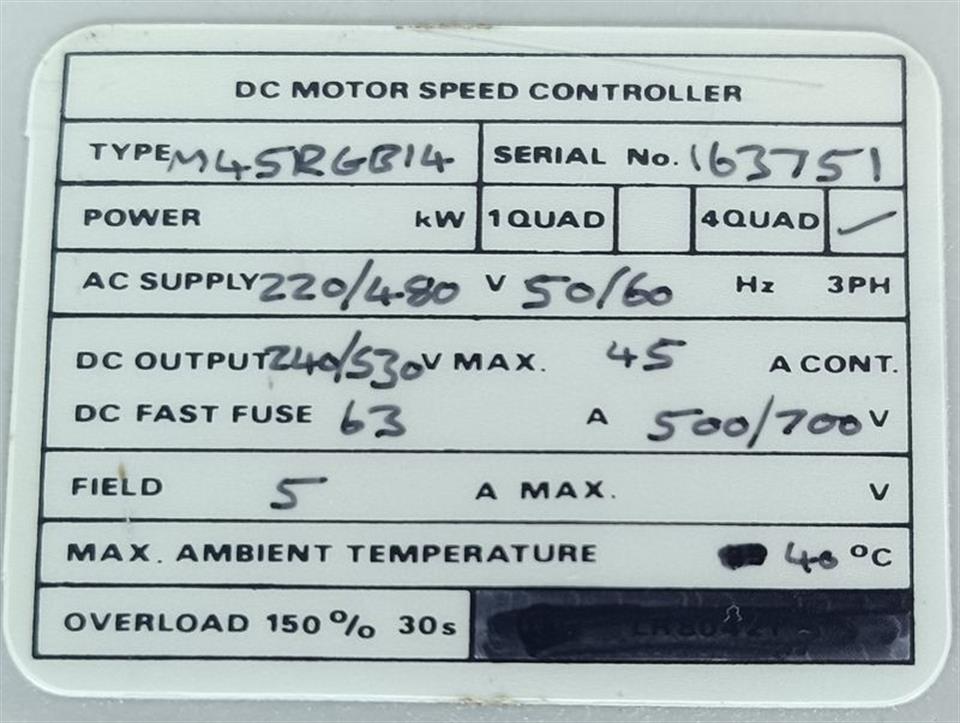 DC MOTOR SPEED CONTROLLER
TYPE M45RGB14 SERIAL No. 163751
POWER kW 1QUAD 4QUAD ✓
AC SUPPLY 220/480 V 50/60 Hz 3PH
DC OUTPUT 240/530 V MAX. 45 A CONT.
DC FAST FUSE 63 A 500/700 V
FIELD 5 A MAX. V
MAX. AMBIENT TEMPERATURE 40 °C
OVERLOAD 150% 30s